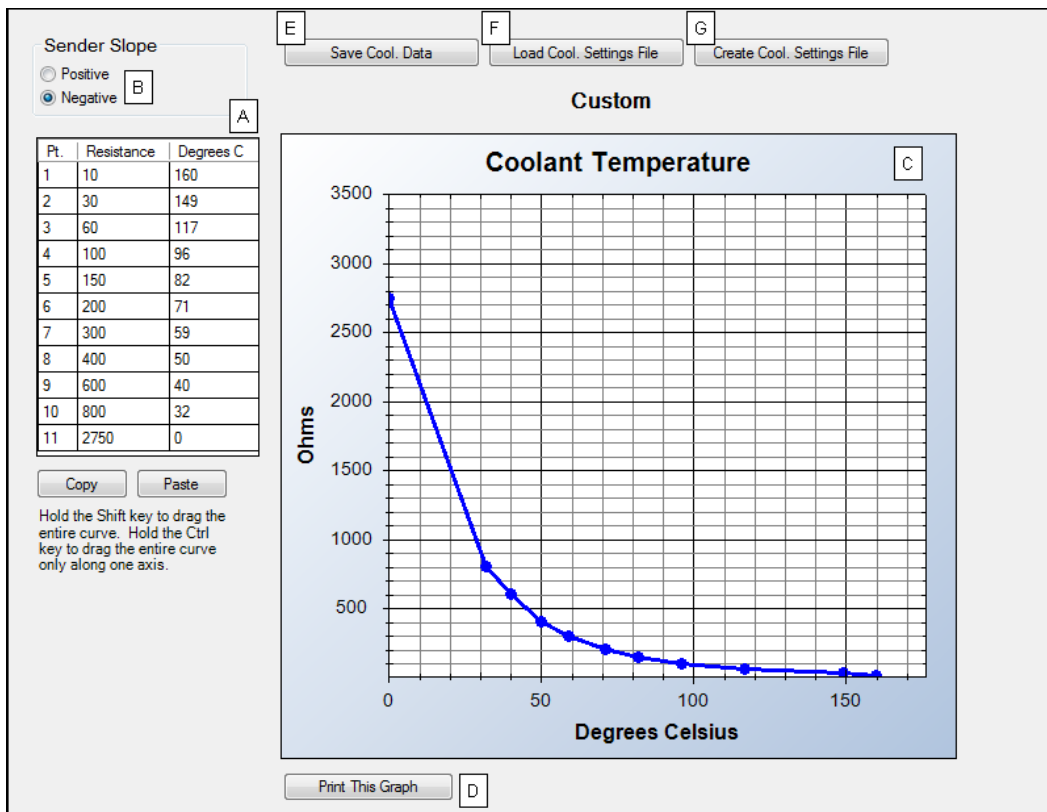 E
F
G
Save Cool. Data
Load Cool. Settings File
Create Cool. Settings File
Sender Slope
Positive
Negative
B
A
Custom
Pt. Resistance Degrees C
1 10 160
2 30 149
3 60 117
4 100 96
5 150 82
6 200 71
7 300 59
8 400 50
9 600 40
10 800 32
11 2750 0
Copy Paste
Hold the Shift key to drag the
entire curve. Hold the Ctrl
key to drag the entire curve
only along one axis.
Coolant Temperature
C
3500
3000
2500
2000
1500
1000
500
Ohms
0 50 100 150
Degrees Celsius
Print This Graph
D